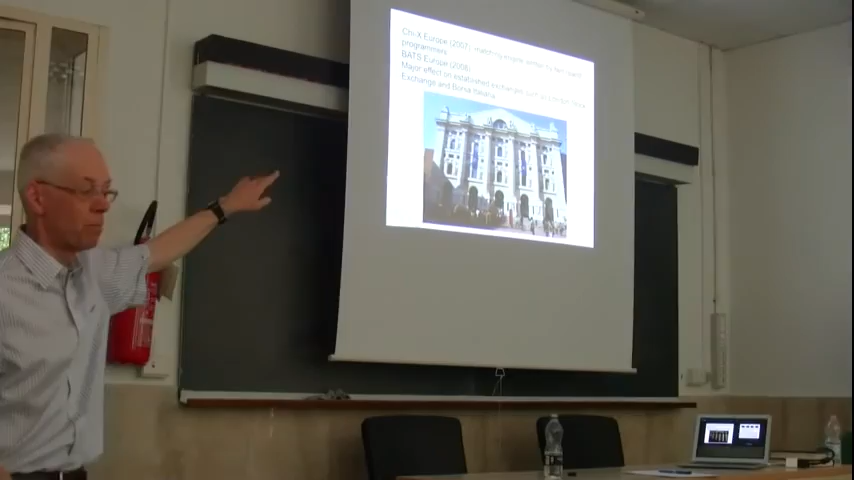 Chi-X Europe (2007): matching engine written by two
programmers
BATS Europe (2008)
Major effect on established exchanges such as London Stock
Exchange and Borsa Italiana